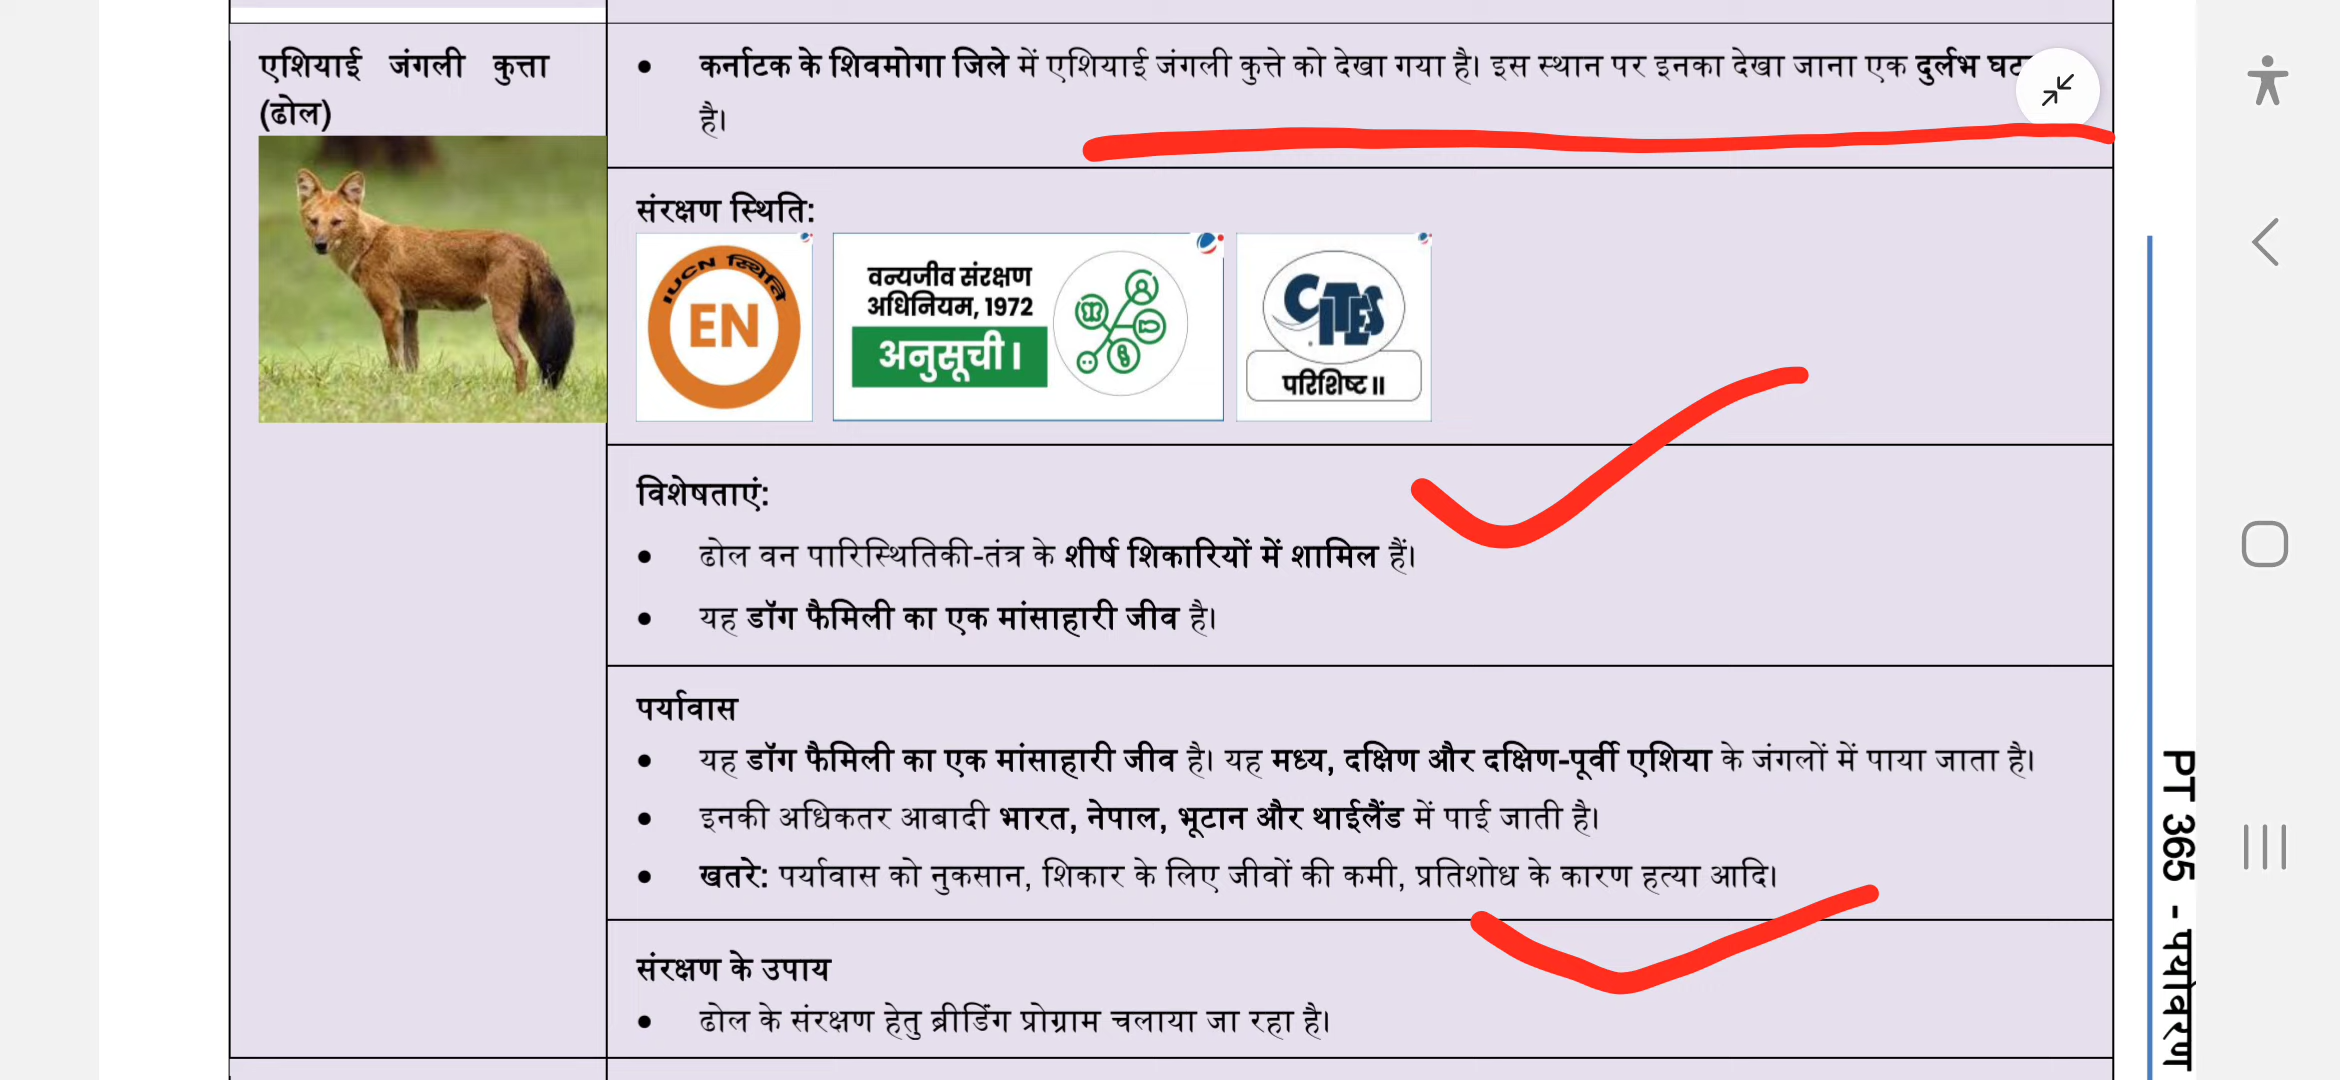 एशियाई जंगली कुत्ता
(ढोल)
• कर्नाटक के शिवमोगा जिले में एशियाई जंगली कुत्ते को देखा गया है। इस स्थान पर इनका देखा जाना एक दुर्लभ
है।
संरक्षण स्थिति:
IUCN स्थिति
EN
वन्यजीव संरक्षण
अधिनियम, 1972
अनुसूची I
CITES
परिशिष्ट II
विशेषताएं:
• ढोल वन पारिस्थितिकी-तंत्र के शीर्ष शिकारियों में शामिल हैं।
• यह डॉग फैमिली का एक मांसाहारी जीव है।
पर्यावास
• यह डॉग फैमिली का एक मांसाहारी जीव है। यह मध्य, दक्षिण और दक्षिण-पूर्वी एशिया के जंगलों में पाया जाता है।
• इनकी अधिकतर आबादी भारत, नेपाल, भूटान और थाईलैंड में पाई जाती है।
• खतरे: पर्यावास को नुकसान, शिकार के लिए जीवों की कमी, प्रतिशोध के कारण हत्या आदि।
संरक्षण के उपाय
• ढोल के संरक्षण हेतु ब्रीडिंग प्रोग्राम चलाया जा रहा है।
PT 365 - पर्यावरण